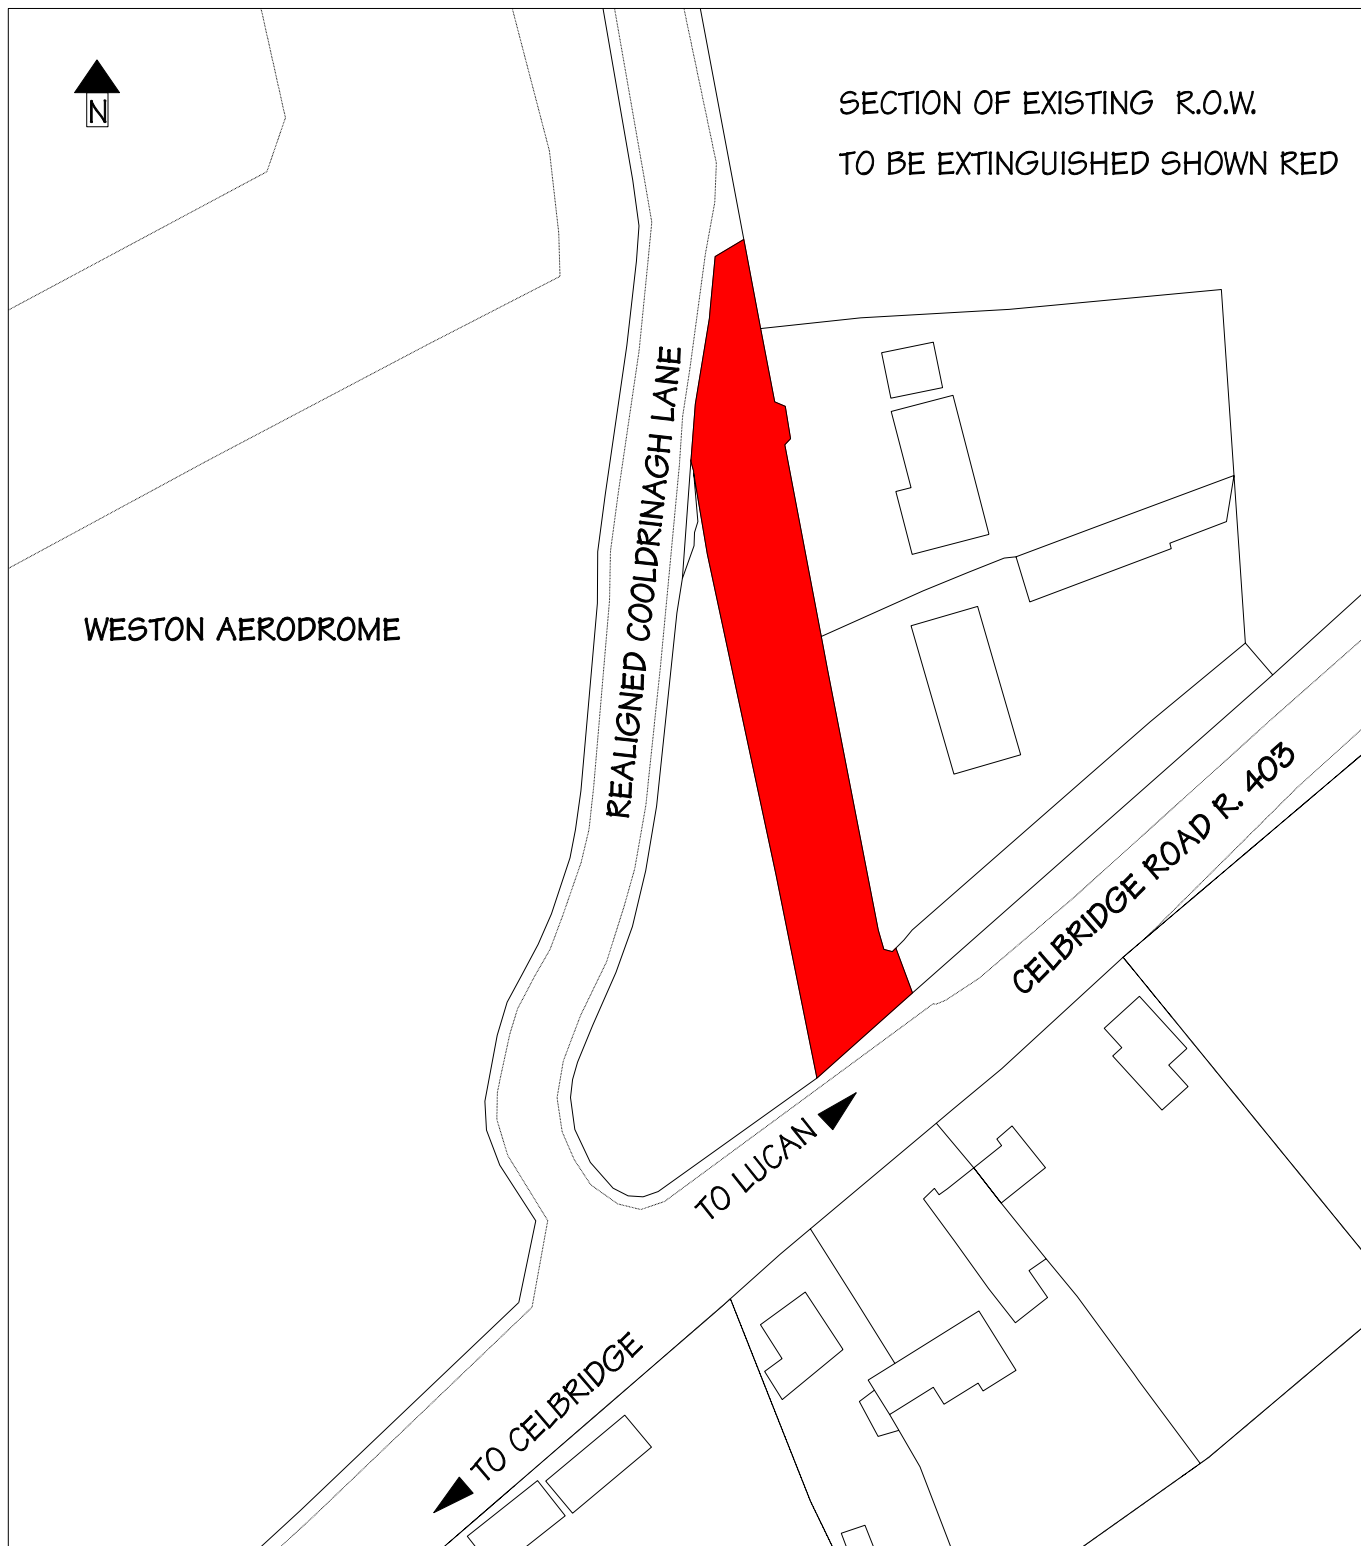 N
SECTION OF EXISTING R.O.W.
TO BE EXTINGUISHED SHOWN RED
REALIGNED COOLDRINAGH LANE
WESTON AERODROME
CELBRIDGE ROAD R. 403
TO LUCAN
TO CELBRIDGE